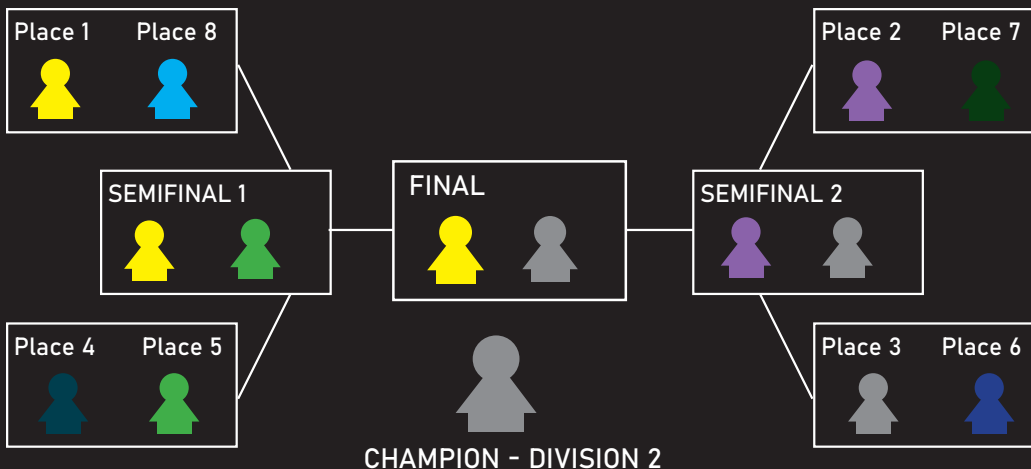 Place 1 Place 8
Place 2 Place 7
SEMIFINAL 1
FINAL
SEMIFINAL 2
Place 4 Place 5
Place 3 Place 6
CHAMPION - DIVISION 2